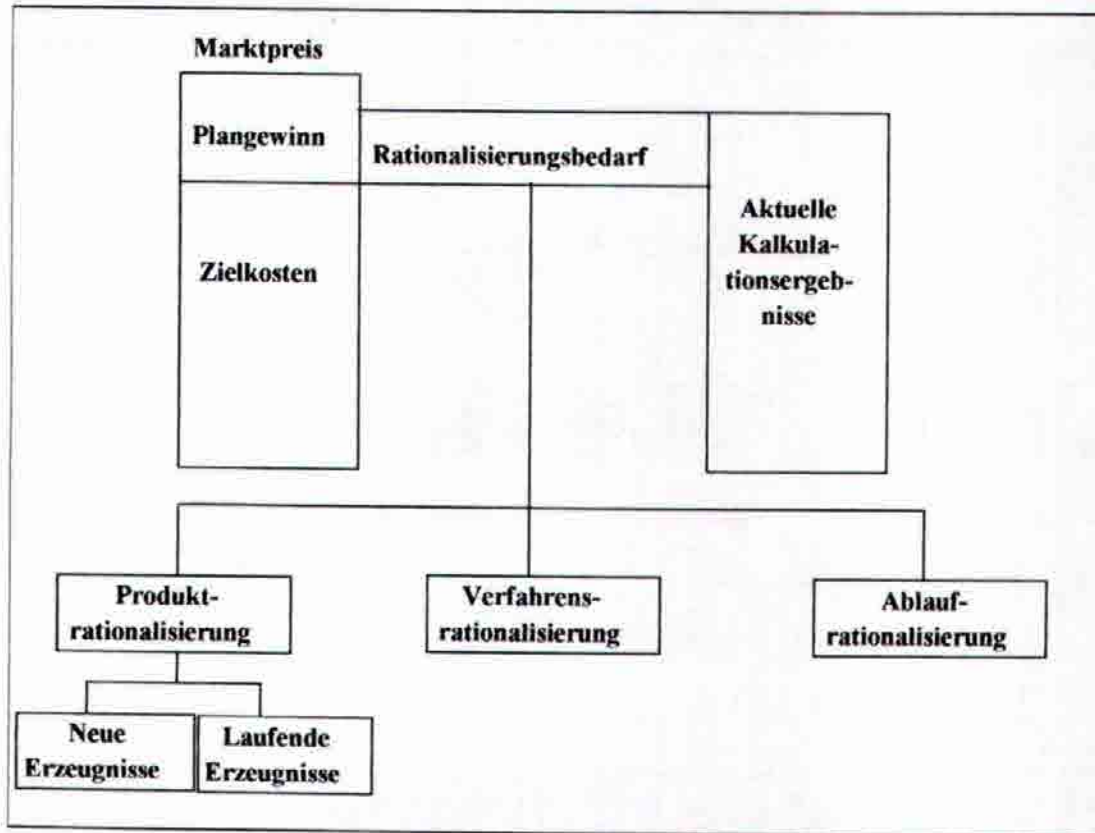 Marktpreis
Plangewinn
Rationalisierungsbedarf
Aktuelle
Kalkula-
tionsergeb-
nisse
Zielkosten
Produkt-
rationalisierung
Verfahrens-
rationalisierung
Ablauf-
rationalisierung
Neue
Erzeugnisse
Laufende
Erzeugnisse